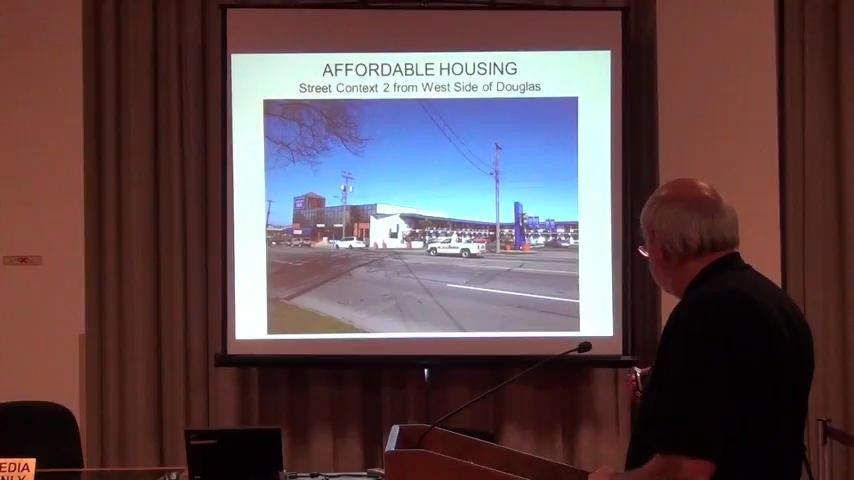 AFFORDABLE HOUSING
Street Context 2 from West Side of Douglas
EDIA
NLY